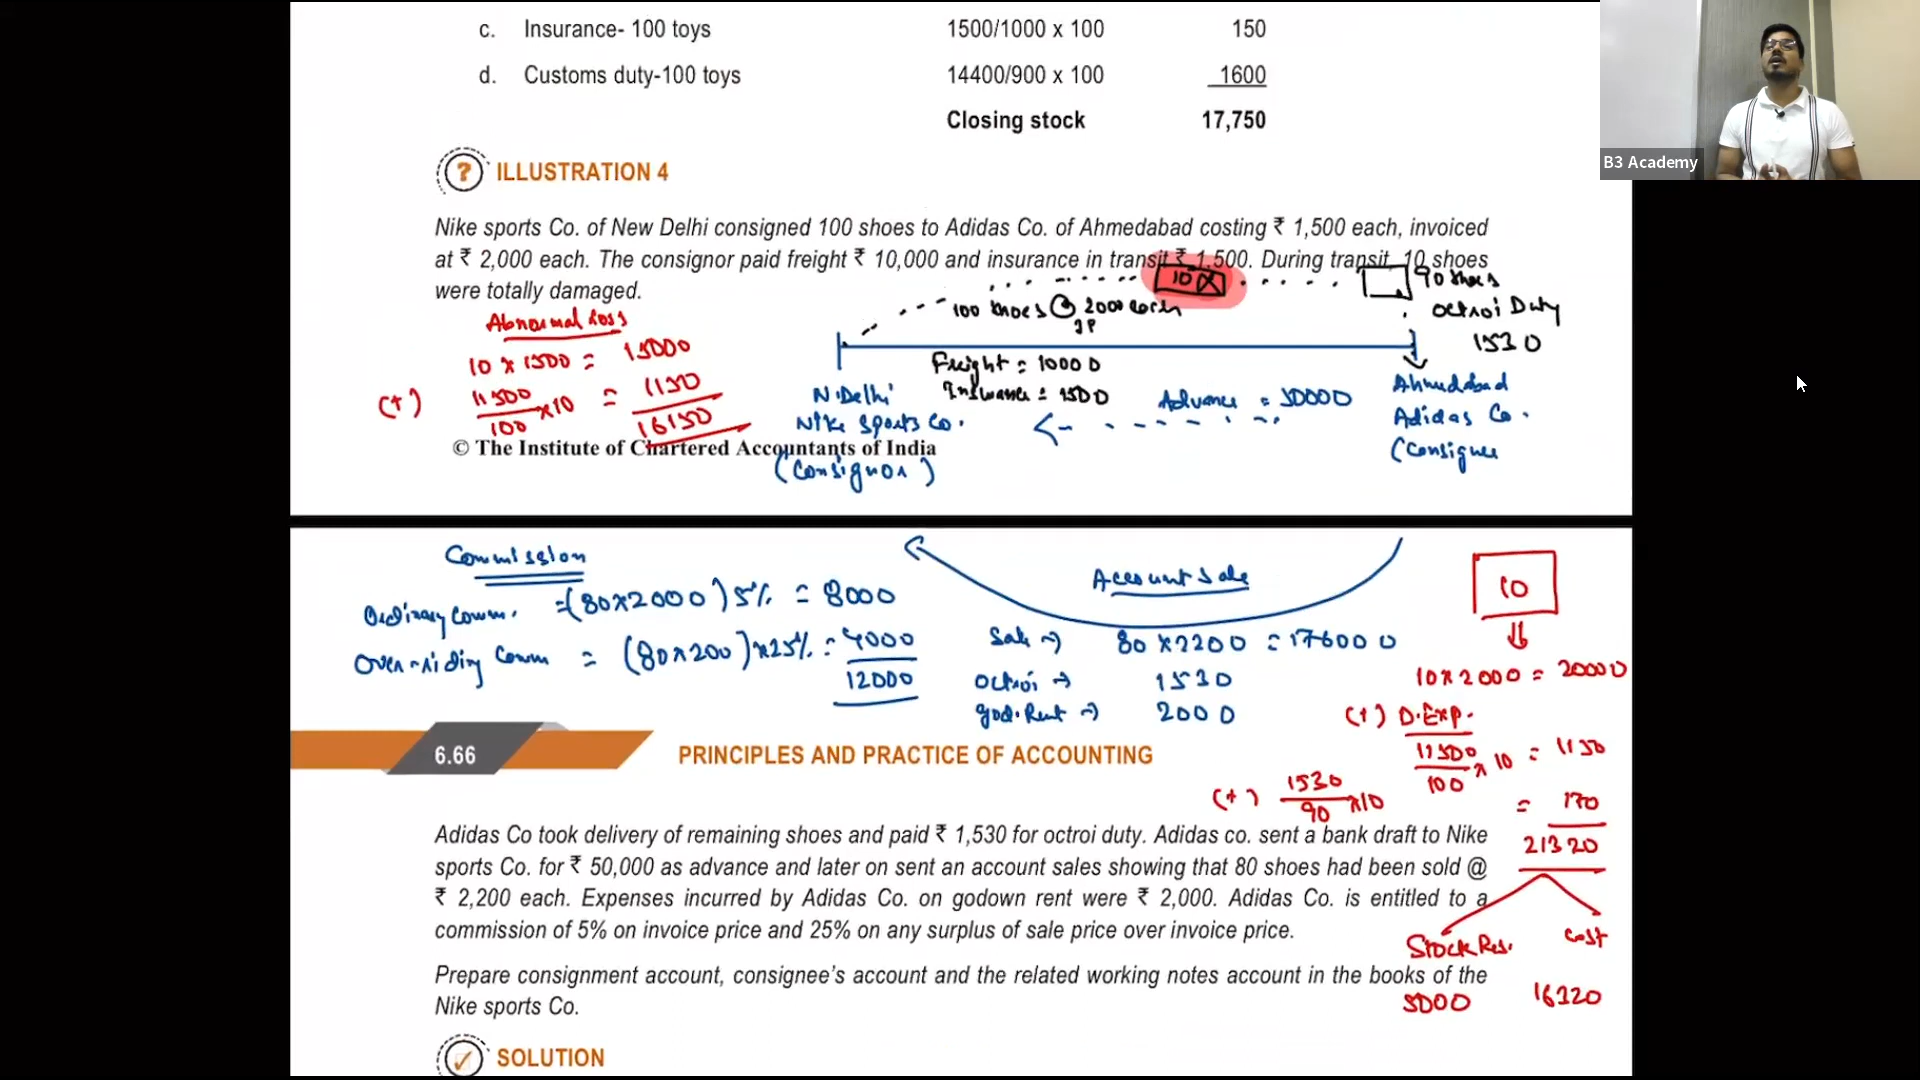 c. Insurance- 100 toys 1500/1000 x 100 150
d. Customs duty-100 toys 14400/900 x 100 1600
Closing stock 17,750
B3 Academy
? ILLUSTRATION 4
Nike sports Co. of New Delhi consigned 100 shoes to Adidas Co. of Ahmedabad costing ₹ 1,500 each, invoiced
at ₹ 2,000 each. The consignor paid freight ₹ 10,000 and insurance in transit ₹ 1,500. During transit, 10 shoes
were totally damaged.
10 X
90 shoes
100 shoes @ 2000 each
IP
Octroi Duty
1530
Abnormal Loss
10 x 1500 = 15000
(+) 11500/100 x 10 = 1150
16150
Freight = 10000
Insurance = 1500
Advance = 50000
N.Delhi
Nike Sports Co.
(Consignor)
Ahmedabad
Adidas Co.
(Consignee
© The Institute of Chartered Accountants of India
Commission
Ordinary Comm. = (80x2000) 5% = 8000
Over-riding Comm = (80x200) x 25% = 4000
12000
Account Sale
Sale → 80 x 2200 = 176000
Octroi → 1530
God. Rent → 2000
10
10 x 2000 = 20000
(+) D.Exp.
11500/100 x 10 = 1150
(+) 1530/90 x 10 = 170
21320
Stock Res. Cost
5000 16320
6.66 PRINCIPLES AND PRACTICE OF ACCOUNTING
Adidas Co took delivery of remaining shoes and paid ₹ 1,530 for octroi duty. Adidas co. sent a bank draft to Nike
sports Co. for ₹ 50,000 as advance and later on sent an account sales showing that 80 shoes had been sold @
₹ 2,200 each. Expenses incurred by Adidas Co. on godown rent were ₹ 2,000. Adidas Co. is entitled to a
commission of 5% on invoice price and 25% on any surplus of sale price over invoice price.
Prepare consignment account, consignee’s account and the related working notes account in the books of the
Nike sports Co.
SOLUTION